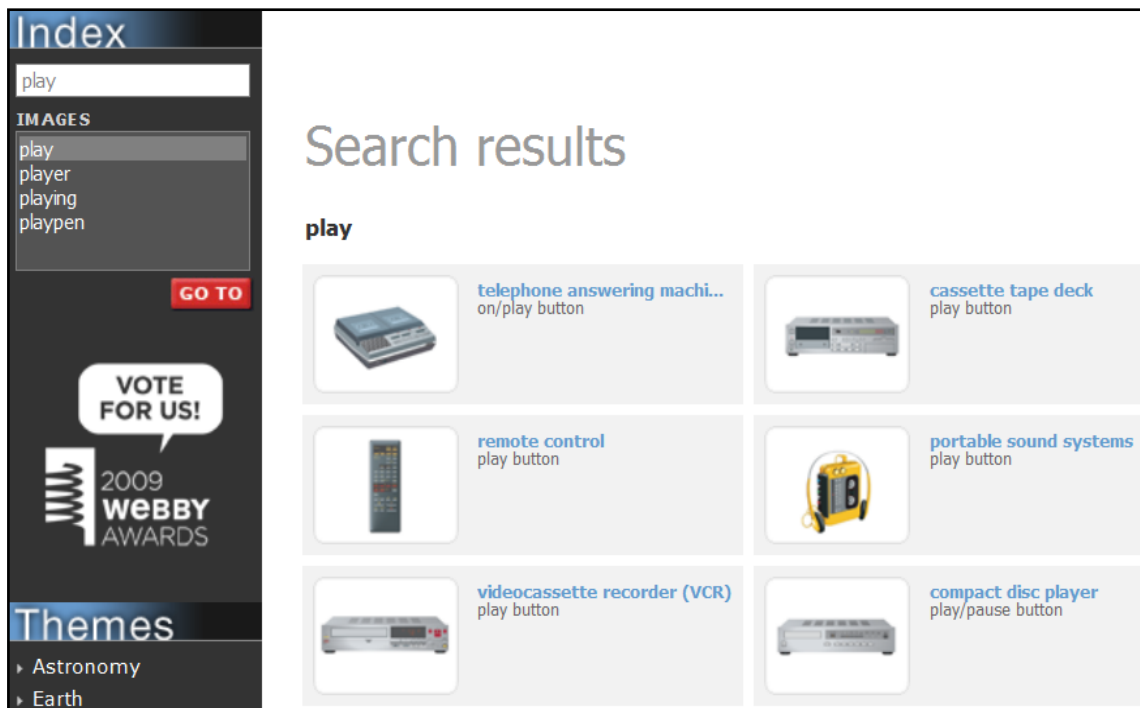 Index
play
IMAGES
play
player
playing
playpen
GO TO
VOTE
FOR US!
2009
WEBBY
AWARDS
Themes
Astronomy
Earth
Search results
play
telephone answering machi...
on/play button
cassette tape deck
play button
remote control
play button
portable sound systems
play button
videocassette recorder (VCR)
play button
compact disc player
play/pause button